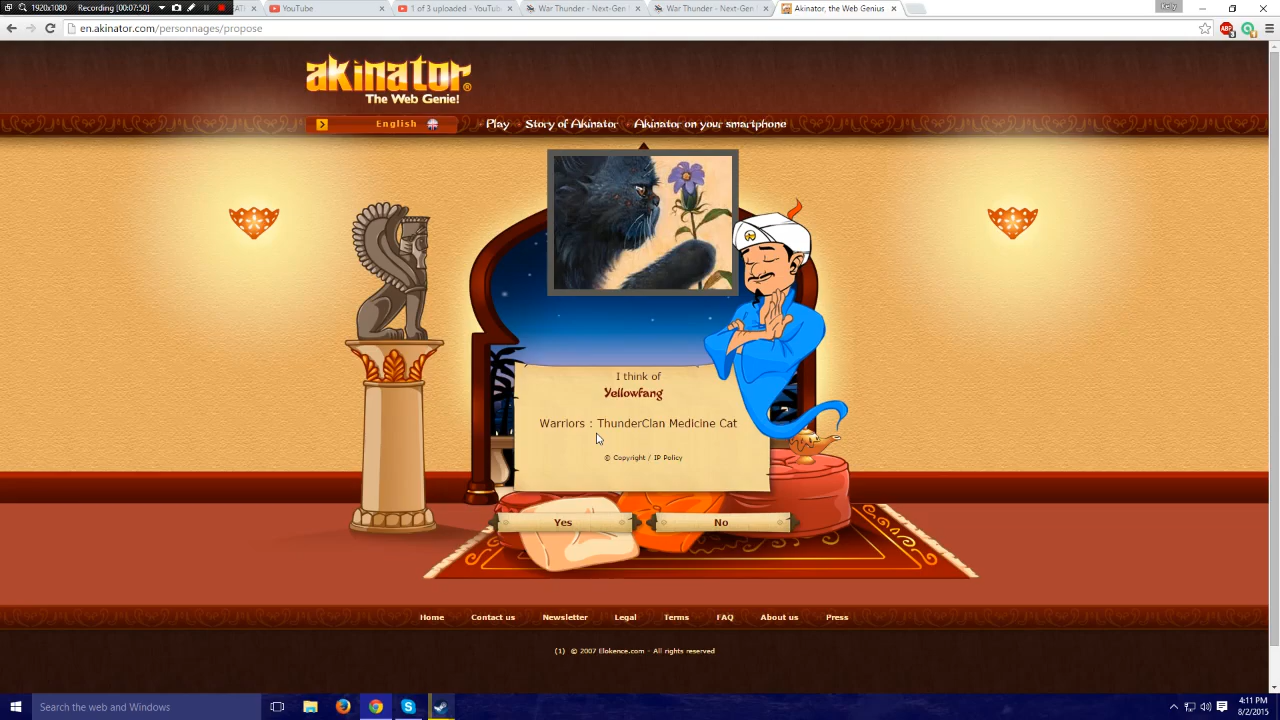 1920x1080
Recording [00:07:50]
YouTube
1 of 3 uploaded - YouTub
War Thunder - Next-Gen
War Thunder - Next-Gen
Akinator, the Web Genius
en.akinator.com/personnages/propose
akinator®
The Web Genie!
English
Play
Story of Akinator
Akinator on your smartphone
I think of
Yellowfang
Warriors : ThunderClan Medicine Cat
© Copyright / IP Policy
Yes
No
Home
Contact us
Newsletter
Legal
Terms
FAQ
About us
Press
(1) © 2007 Elokence.com - All rights reserved
Search the web and Windows
4:11 PM
8/2/2015